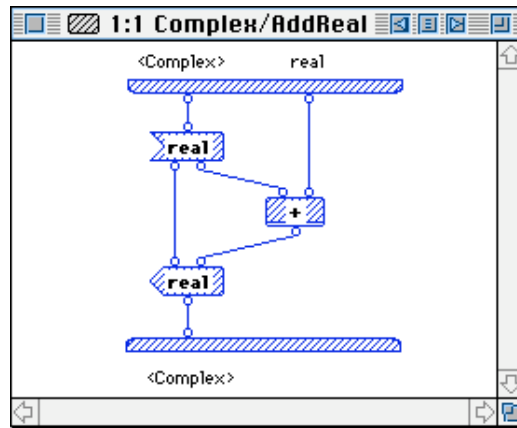 1:1 Complex/AddReal
<Complex> real
real
+
real
<Complex>